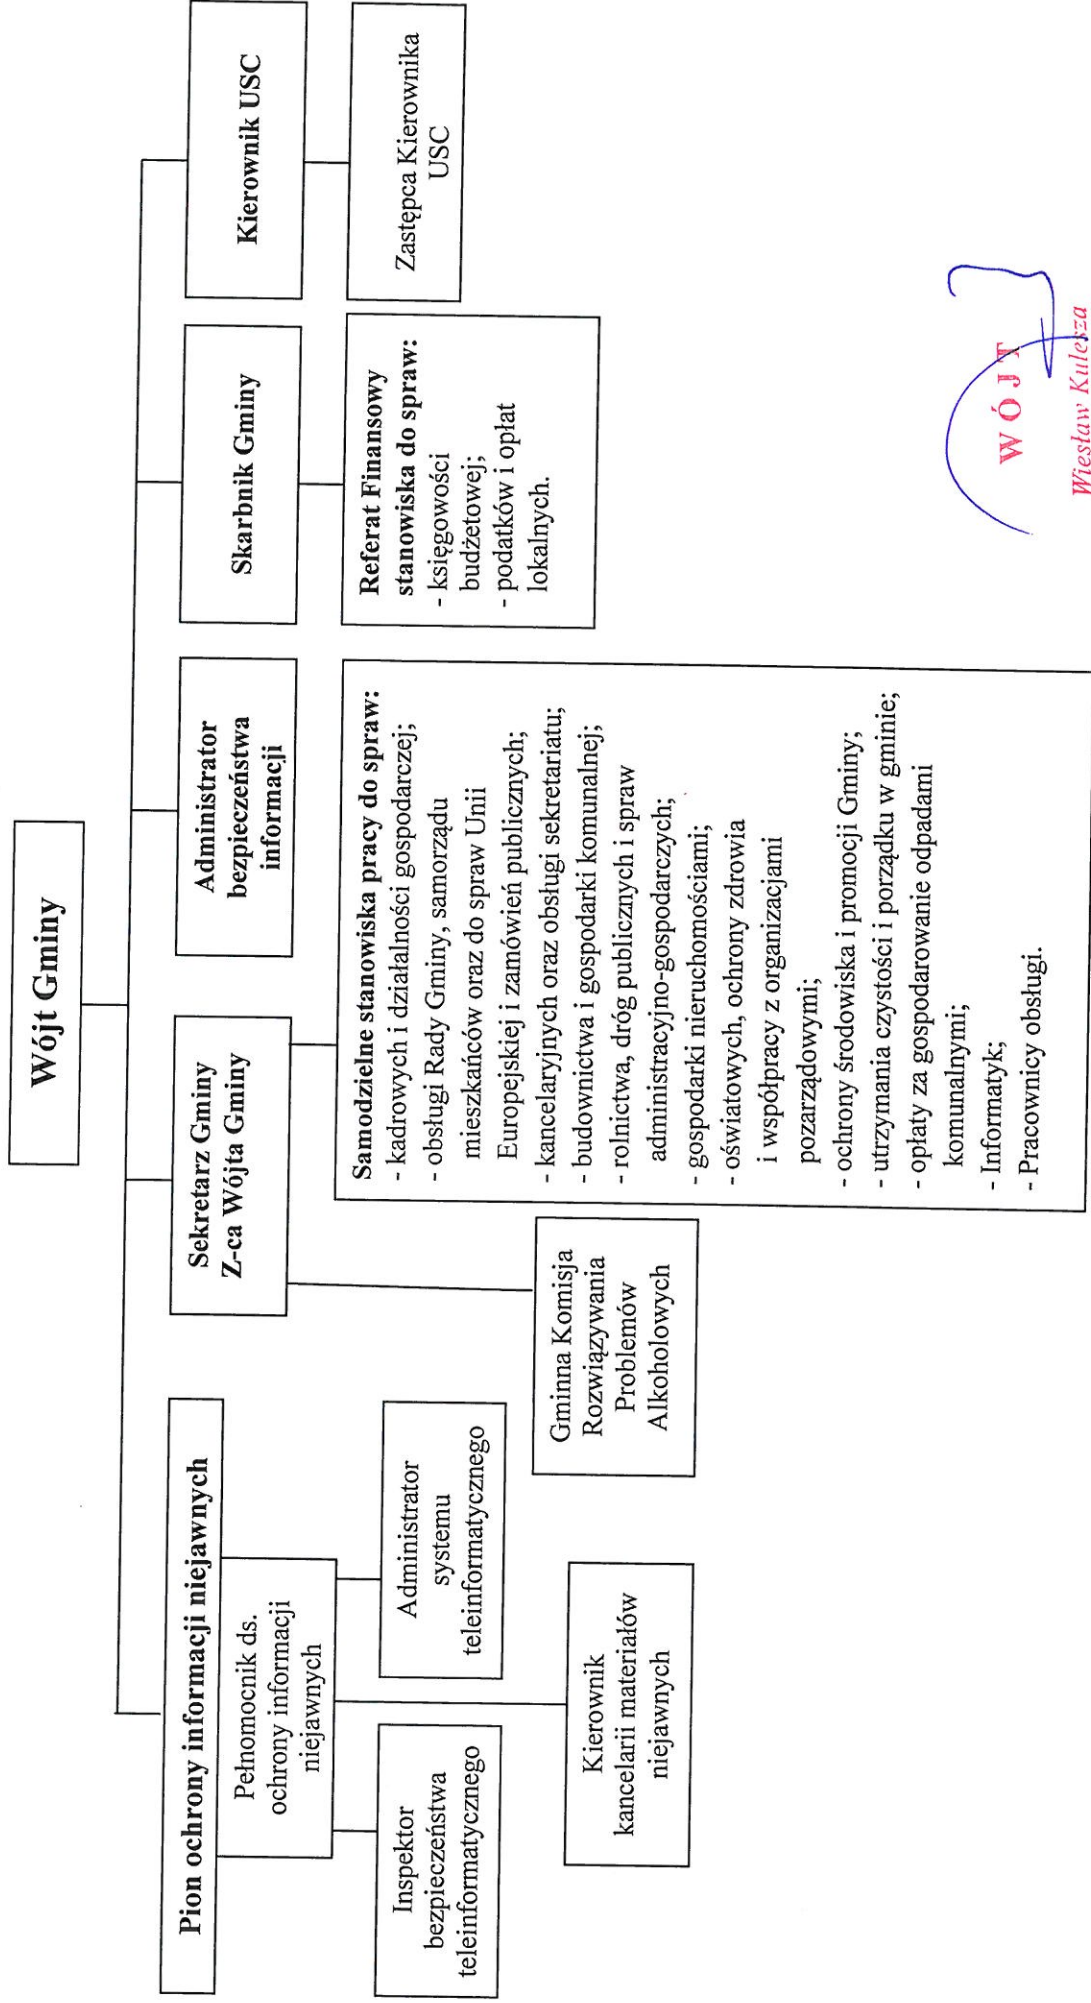 Wójt Gminy
Pion ochrony informacji niejawnych
Pełnomocnik ds.
ochrony informacji
niejawnych
Inspektor
bezpieczeństwa
teleinformatycznego
Administrator
systemu
teleinformatycznego
Kierownik
kancelarii materiałów
niejawnych
Sekretarz Gminy
Z-ca Wójta Gminy
Gminna Komisja
Rozwiązywania
Problemów
Alkoholowych
Samodzielne stanowiska pracy do spraw:
- kadrowych i działalności gospodarczej;
- obsługi Rady Gminy, samorządu
mieszkańców oraz do spraw Unii
Europejskiej i zamówień publicznych;
- kancelaryjnych oraz obsługi sekretariatu;
- budownictwa i gospodarki komunalnej;
- rolnictwa, dróg publicznych i spraw
administracyjno-gospodarczych;
- gospodarki nieruchomościami;
- oświatowych, ochrony zdrowia
i współpracy z organizacjami
pozarządowymi;
- ochrony środowiska i promocji Gminy;
- utrzymania czystości i porządku w gminie;
- opłaty za gospodarowanie odpadami
komunalnymi;
- Informatyk;
- Pracownicy obsługi.
Administrator
bezpieczeństwa
informacji
Skarbnik Gminy
Referat Finansowy
stanowiska do spraw:
- księgowości
budżetowej;
- podatków i opłat
lokalnych.
Kierownik USC
Zastępca Kierownika
USC
WÓJT
Wiesław Kulesza